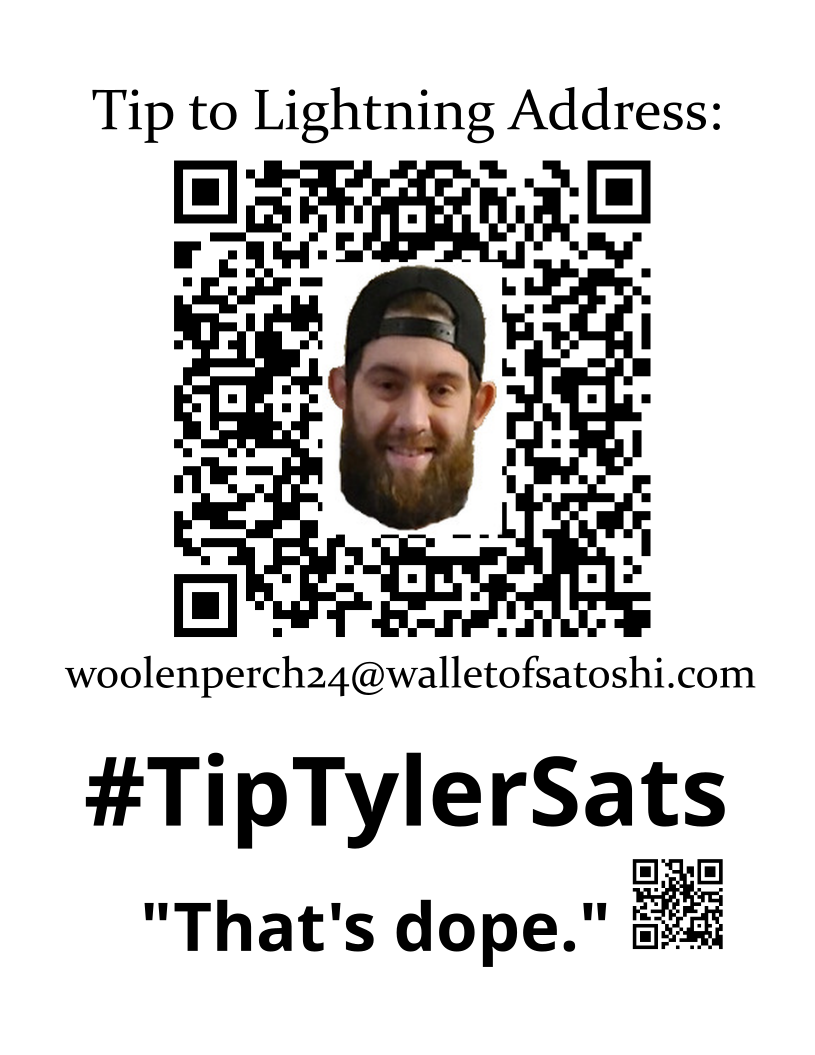 Tip to Lightning Address:
woolenperch24@walletofsatoshi.com
#TipTylerSats
"That's dope."